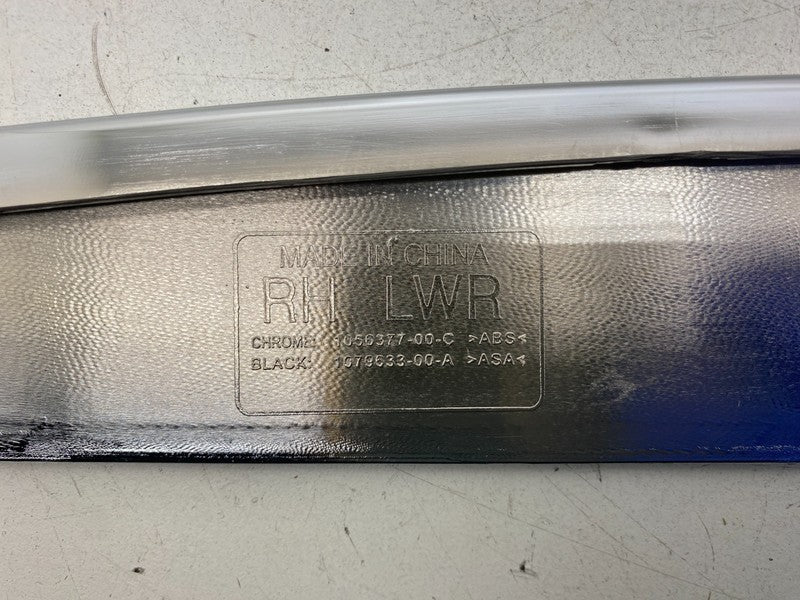 MADE IN CHINA
RH LWR
CHROME: 1056377-00-C >ABS<
BLACK: 1079633-00-A >ASA<